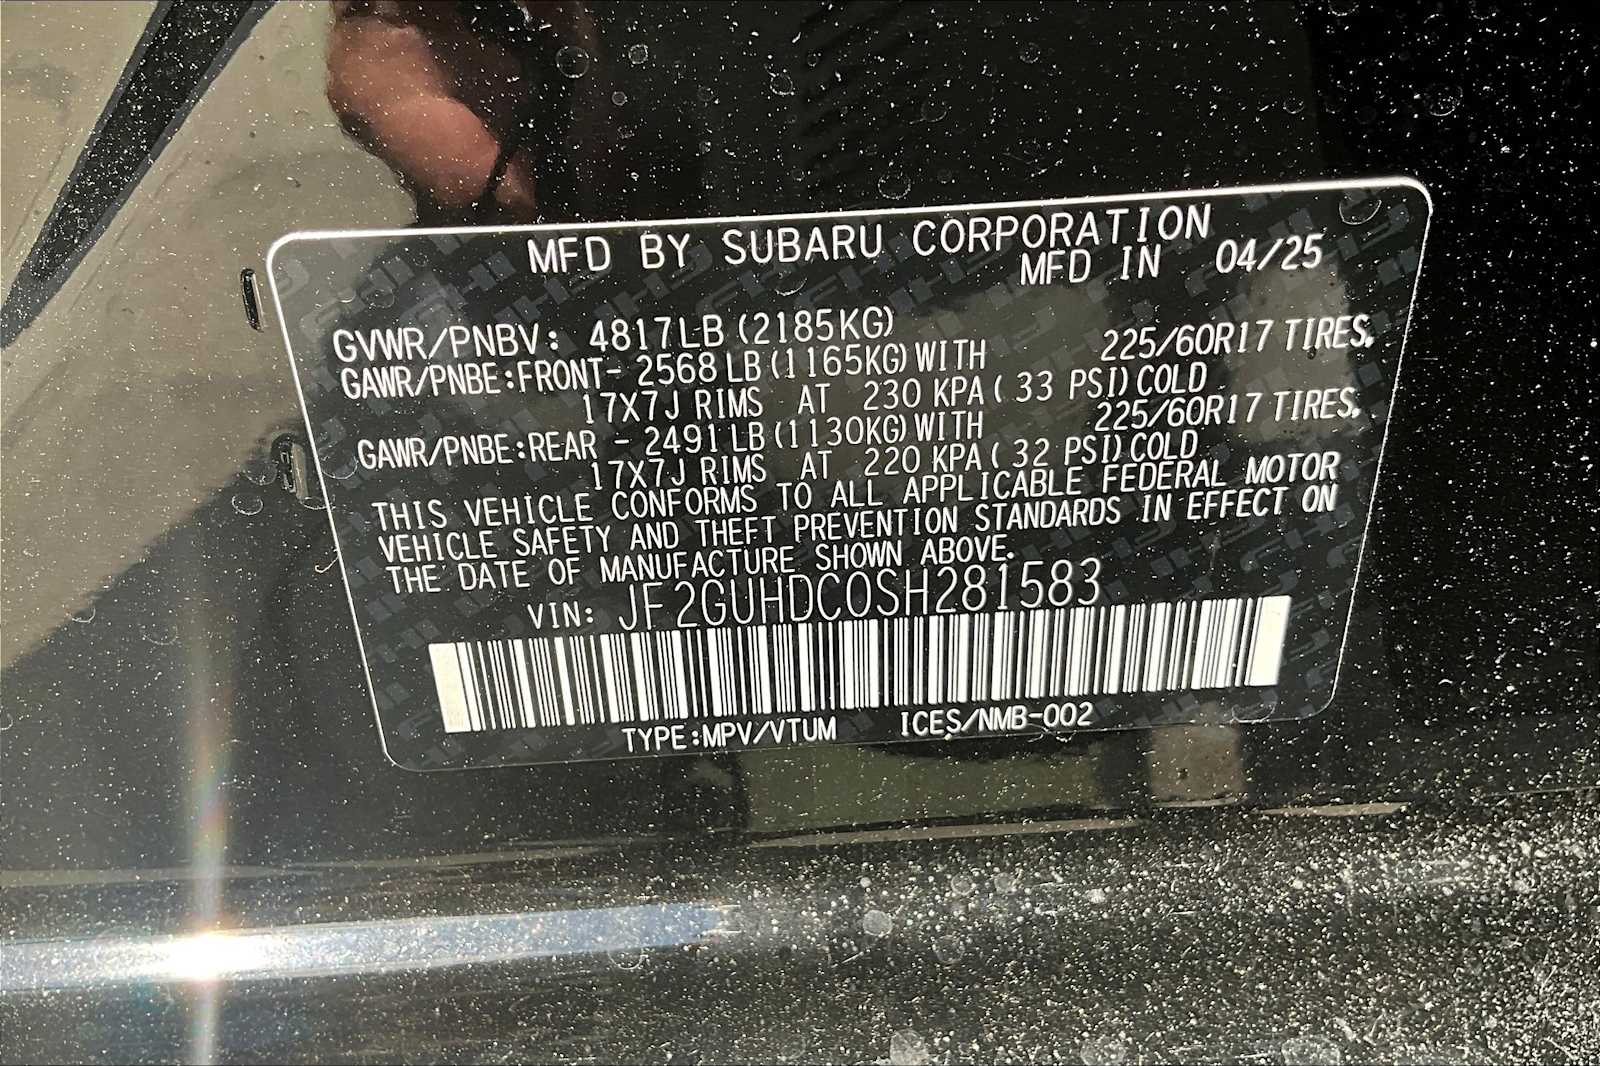 MFD BY SUBARU CORPORATION
MFD IN 04/25
GVWR/PNBV: 4817LB (2185KG)
GAWR/PNBE:FRONT- 2568 LB (1165KG) WITH 225/60R17 TIRES,
17X7J RIMS AT 230 KPA ( 33 PSI) COLD
GAWR/PNBE:REAR - 2491 LB (1130KG) WITH 225/60R17 TIRES,
17X7J RIMS AT 220 KPA ( 32 PSI) COLD
THIS VEHICLE CONFORMS TO ALL APPLICABLE FEDERAL MOTOR
VEHICLE SAFETY AND THEFT PREVENTION STANDARDS IN EFFECT ON
THE DATE OF MANUFACTURE SHOWN ABOVE.
VIN: JF2GUHDC0SH281583
TYPE:MPV/VTUM ICES/NMB-002